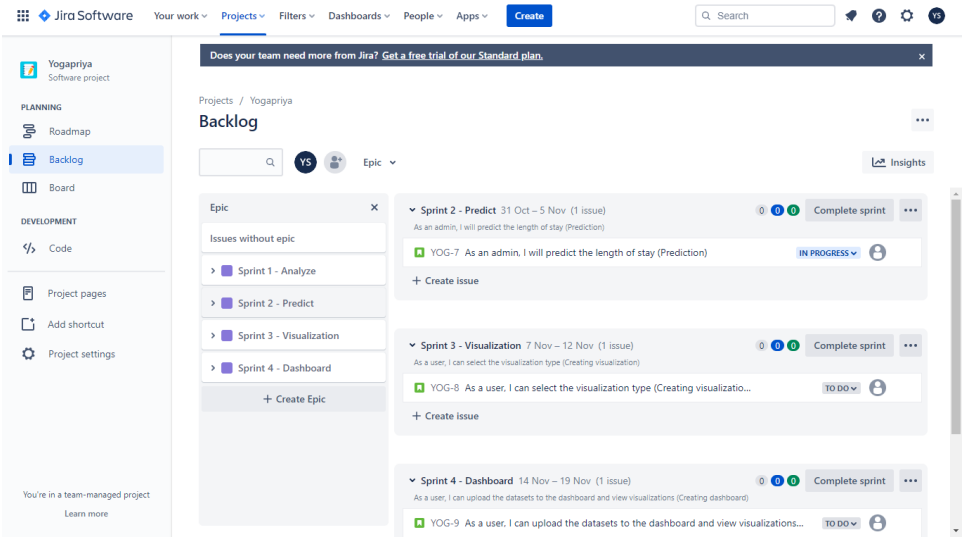 Jira Software Your work Projects Filters Dashboards People Apps Create Search YS
Yogapriya
Software project
PLANNING
Roadmap
Backlog
Board
DEVELOPMENT
Code
Project pages
Add shortcut
Project settings
You're in a team-managed project
Learn more
Does your team need more from Jira? Get a free trial of our Standard plan.
Projects / Yogapriya
Backlog
YS Epic Insights
Epic
Issues without epic
Sprint 1 - Analyze
Sprint 2 - Predict
Sprint 3 - Visualization
Sprint 4 - Dashboard
+ Create Epic
Sprint 2 - Predict 31 Oct – 5 Nov (1 issue) 0 0 0 Complete sprint
As an admin, I will predict the length of stay (Prediction)
YOG-7 As an admin, I will predict the length of stay (Prediction) IN PROGRESS
+ Create issue
Sprint 3 - Visualization 7 Nov – 12 Nov (1 issue) 0 0 0 Complete sprint
As a user, I can select the visualization type (Creating visualization)
YOG-8 As a user, I can select the visualization type (Creating visualizatio... TO DO
+ Create issue
Sprint 4 - Dashboard 14 Nov – 19 Nov (1 issue) 0 0 0 Complete sprint
As a user, I can upload the datasets to the dashboard and view visualizations (Creating dashboard)
YOG-9 As a user, I can upload the datasets to the dashboard and view visualizations... TO DO